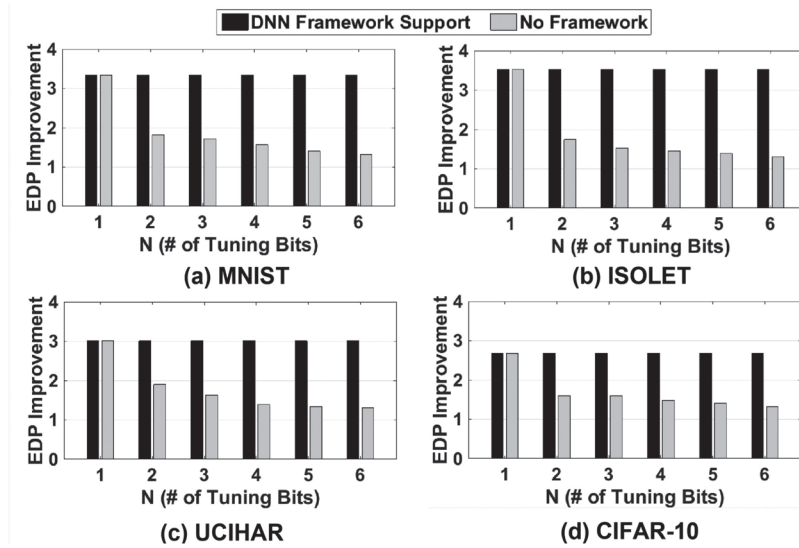 DNN Framework Support No Framework
EDP Improvement
4
3
2
1
0
1 2 3 4 5 6
N (# of Tuning Bits)
(a) MNIST
EDP Improvement
4
3
2
1
0
1 2 3 4 5 6
N (# of Tuning Bits)
(b) ISOLET
EDP Improvement
4
3
2
1
0
1 2 3 4 5 6
N (# of Tuning Bits)
(c) UCIHAR
EDP Improvement
4
3
2
1
0
1 2 3 4 5 6
N (# of Tuning Bits)
(d) CIFAR-10